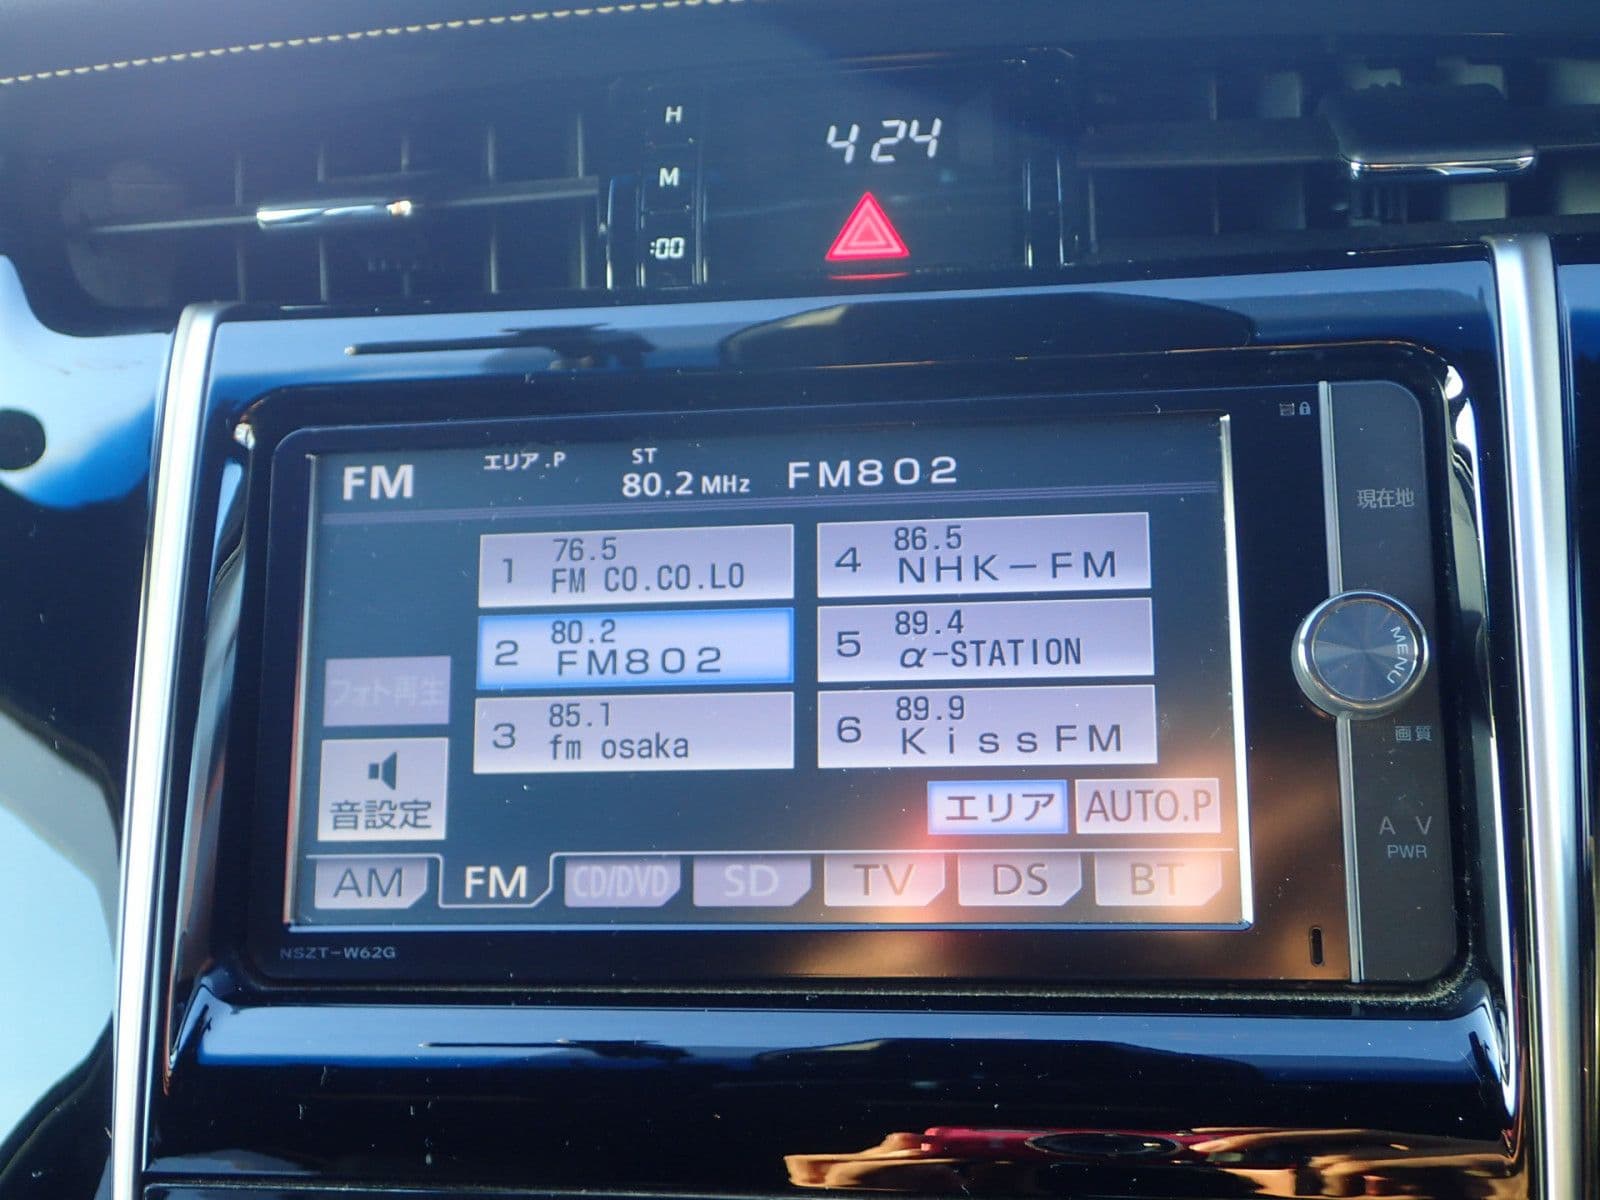 H
4 24
M
:00
FM エリア.P ST 80.2 MHz FM802
現在地
1 76.5 FM CO.CO.LO
4 86.5 NHK-FM
2 80.2 FM802
5 89.4 α-STATION
MENU
フォト再生
3 85.1 fm osaka
6 89.9 KissFM
画質
音設定
エリア AUTO.P
A V
PWR
AM FM CD/DVD SD TV DS BT
NSZT-W62G